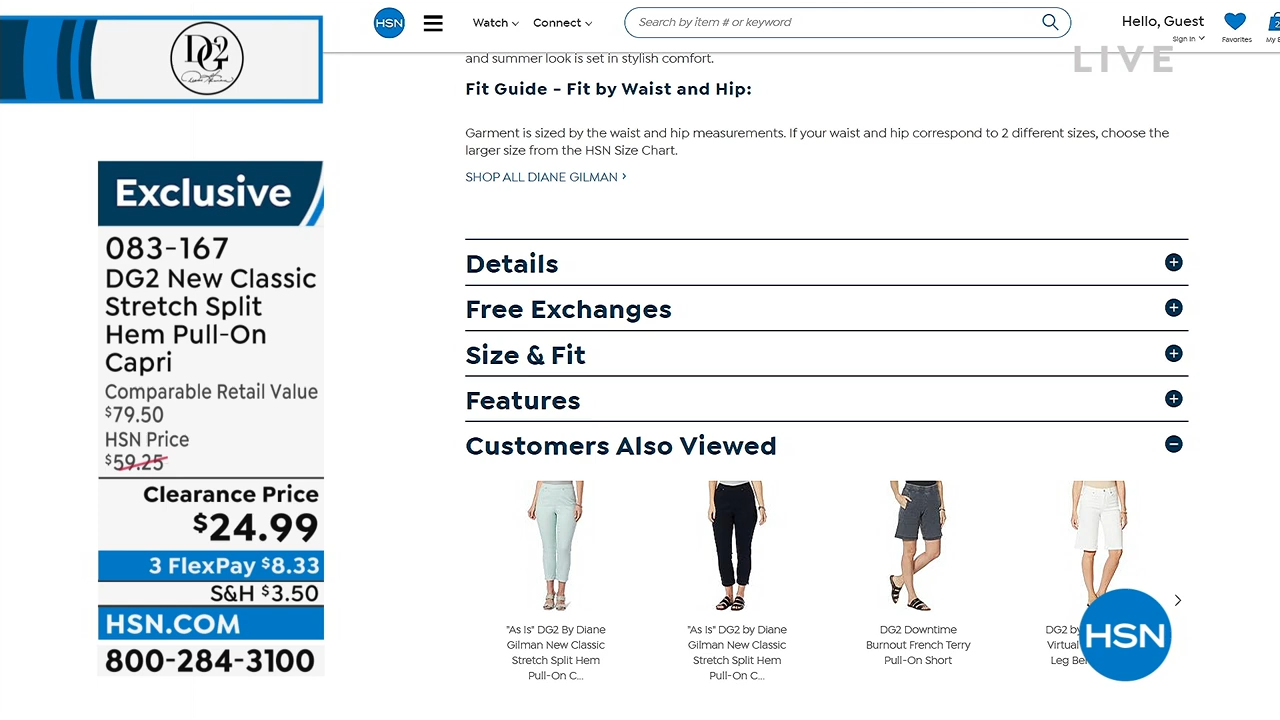 DG2
Exclusive
083-167
DG2 New Classic
Stretch Split
Hem Pull-On
Capri
Comparable Retail Value
$79.50
HSN Price
$59.25
Clearance Price
$24.99
3 FlexPay $8.33
S&H $3.50
HSN.COM
800-284-3100
HSN
Watch
Connect
Search by item # or keyword
Hello, Guest
Sign In
Favorites
My
LIVE
and summer look is set in stylish comfort.
Fit Guide - Fit by Waist and Hip:
Garment is sized by the waist and hip measurements. If your waist and hip correspond to 2 different sizes, choose the
larger size from the HSN Size Chart.
SHOP ALL DIANE GILMAN
Details
Free Exchanges
Size & Fit
Features
Customers Also Viewed
"As Is" DG2 By Diane
Gilman New Classic
Stretch Split Hem
Pull-On C...
"As Is" DG2 by Diane
Gilman New Classic
Stretch Split Hem
Pull-On C...
DG2 Downtime
Burnout French Terry
Pull-On Short
DG2 by
Virtual
Leg
HSN